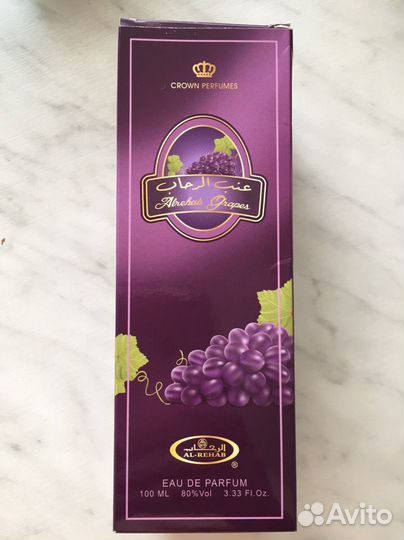 CROWN PERFUMES
عنب الرحاب
Alrehab Grapes
الرحاب
AL-REHAB
®
EAU DE PARFUM
100 ML 80%Vol 3.33 Fl.Oz.
Avito